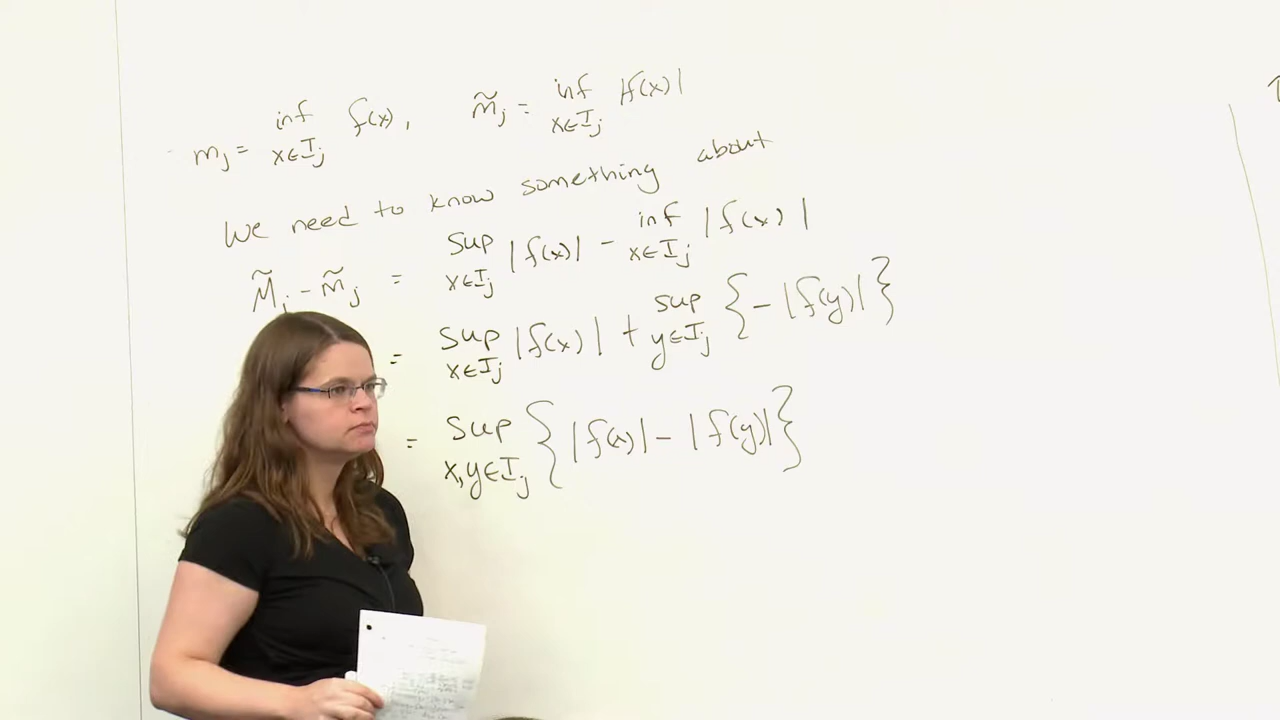 m_j = inf_{x∈I_j} f(x), m̃_j = inf_{x∈I_j} |f(x)|
We need to know something about
M̃_j - m̃_j = sup_{x∈I_j} |f(x)| - inf_{x∈I_j} |f(x)|
= sup_{x∈I_j} |f(x)| + sup_{y∈I_j} {-|f(y)|}
= sup_{x,y∈I_j} {|f(x)| - |f(y)|}